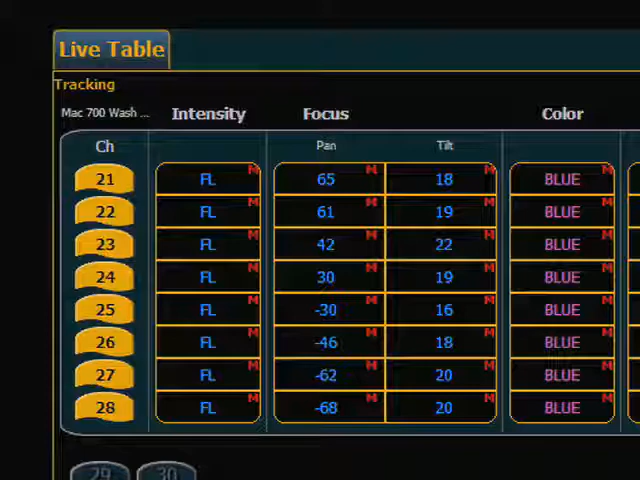 Live Table
Tracking
Mac 700 Wash ... Intensity Focus Color
Ch Pan Tilt
21 FL M 65 M 18 M BLUE M
22 FL M 61 M 19 M BLUE M
23 FL M 42 M 22 M BLUE M
24 FL M 30 M 19 M BLUE M
25 FL M -30 M 16 M BLUE M
26 FL M -46 M 18 M BLUE M
27 FL M -62 M 20 M BLUE M
28 FL M -68 M 20 M BLUE M
29 30